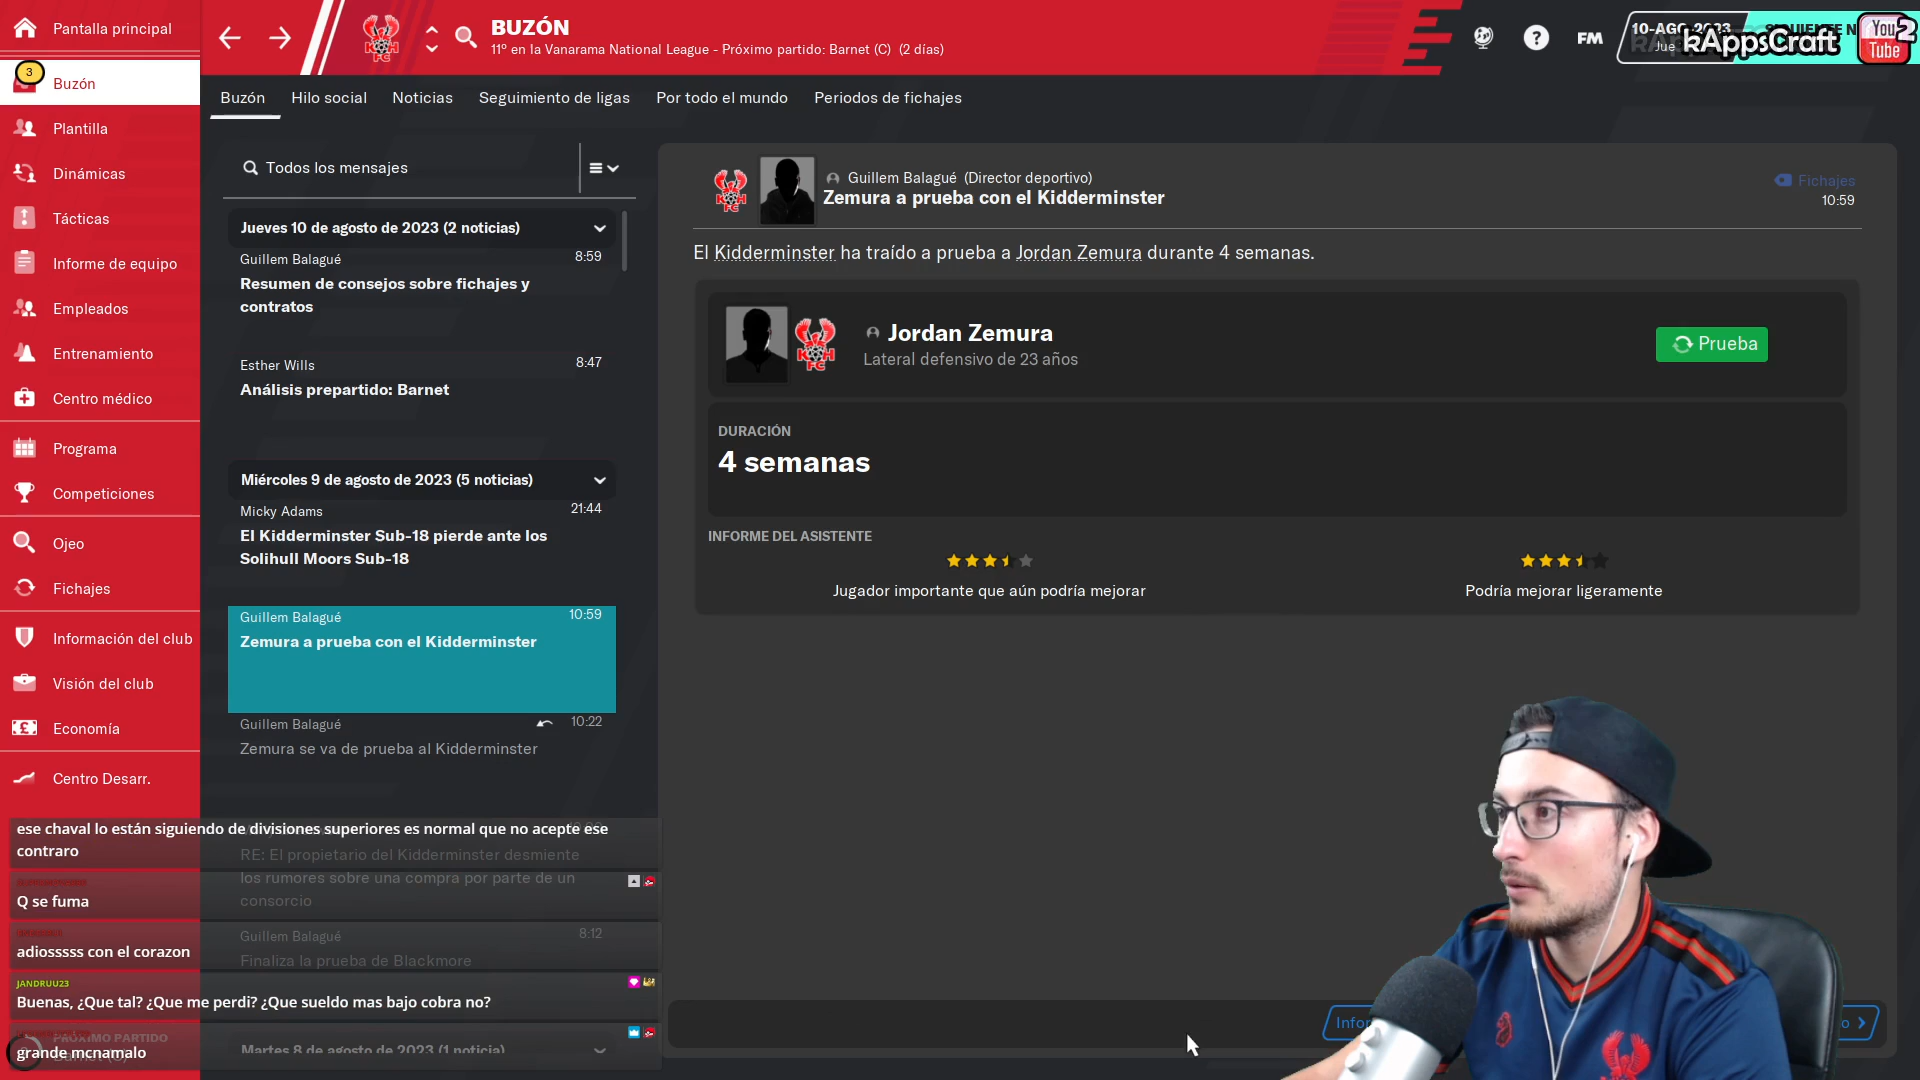 Pantalla principal
3
Buzón
Plantilla
Dinámicas
Tácticas
Informe de equipo
Empleados
Entrenamiento
Centro médico
Programa
Competiciones
Ojeo
Fichajes
Información del club
Visión del club
Economía
Centro Desarr.
BUZÓN
11º en la Vanarama National League - Próximo partido: Barnet (C) (2 días)
FM
10-AGO-2023
Jue
SIGUIENTE N
kAppsCraft
You2
Tube
Buzón
Hilo social
Noticias
Seguimiento de ligas
Por todo el mundo
Periodos de fichajes
Todos los mensajes
Jueves 10 de agosto de 2023 (2 noticias)
Guillem Balagué 8:59
Resumen de consejos sobre fichajes y
contratos
Esther Wills 8:47
Análisis prepartido: Barnet
Miércoles 9 de agosto de 2023 (5 noticias)
Micky Adams 21:44
El Kidderminster Sub-18 pierde ante los
Solihull Moors Sub-18
Guillem Balagué 10:59
Zemura a prueba con el Kidderminster
Guillem Balagué 10:22
Zemura se va de prueba al Kidderminster
RE: El propietario del Kidderminster desmiente
los rumores sobre una compra por parte de un
consorcio
Guillem Balagué 8:12
Finaliza la prueba de Blackmore
Martes 8 de agosto de 2023 (1 noticia)
Guillem Balagué (Director deportivo)
Zemura a prueba con el Kidderminster
Fichajes
10:59
El Kidderminster ha traído a prueba a Jordan Zemura durante 4 semanas.
KH
FC
Jordan Zemura
Lateral defensivo de 23 años
Prueba
DURACIÓN
4 semanas
INFORME DEL ASISTENTE
Jugador importante que aún podría mejorar
Podría mejorar ligeramente
ese chaval lo están siguiendo de divisiones superiores es normal que no acepte ese
contraro
Q se fuma
adiosssss con el corazon
JANDRUU23
Buenas, ¿Que tal? ¿Que me perdi? ¿Que sueldo mas bajo cobra no?
PRÓXIMO PARTIDO
grande mcnamalo